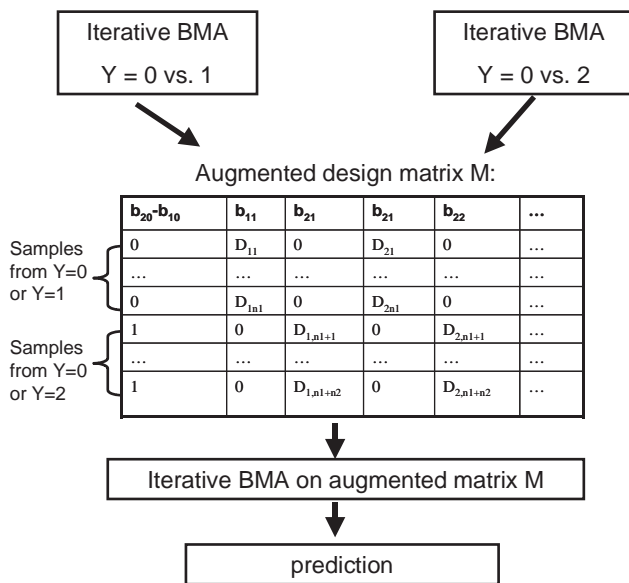 Iterative BMA
Y = 0 vs. 1
Iterative BMA
Y = 0 vs. 2
Augmented design matrix M:
b20-b10 b11 b21 b21 b22 ...
Samples from Y=0 or Y=1
0 D11 0 D21 0
... ... ... ... ... ...
0 D1n1 0 D2n1 0 ...
Samples from Y=0 or Y=2
1 0 D1,n1+1 0 D2,n1+1 ...
... ... ... ... ... ...
1 0 D1,n1+n2 0 D2,n1+n2 ...
Iterative BMA on augmented matrix M
prediction